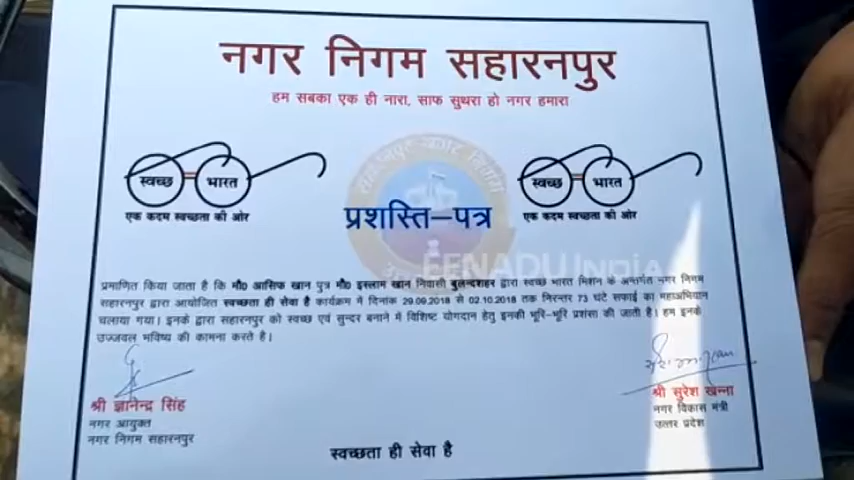 नगर निगम सहारनपुर
हम सबका एक ही नारा, साफ सुथरा हो नगर हमारा
स्वच्छ भारत
एक कदम स्वच्छता की ओर
स्वच्छ भारत
एक कदम स्वच्छता की ओर
सहारनपुर नगर निगम
प्रशस्ति-पत्र
EENADU INDIA
प्रमाणित किया जाता है कि मौ0 आसिफ खान पुत्र मौ0 इस्लाम खान निवासी बुलन्दशहर द्वारा स्वच्छ भारत मिशन के अन्तर्गत नगर निगम
सहारनपुर द्वारा आयोजित स्वच्छता ही सेवा है कार्यक्रम में दिनांक 29.09.2018 से 02.10.2018 तक निरन्तर 73 घंटे सफाई का महाअभियान
चलाया गया। इनके द्वारा सहारनपुर को स्वच्छ एवं सुन्दर बनाने में विशिष्ट योगदान हेतु इनकी भूरि-भूरि प्रशंसा की जाती है। हम इनके
उज्जवल भविष्य की कामना करते है।
श्री ज्ञानेन्द्र सिंह
नगर आयुक्त
नगर निगम सहारनपुर
श्री सुरेश खन्ना
नगर विकास मंत्री
उत्तर प्रदेश
स्वच्छता ही सेवा है